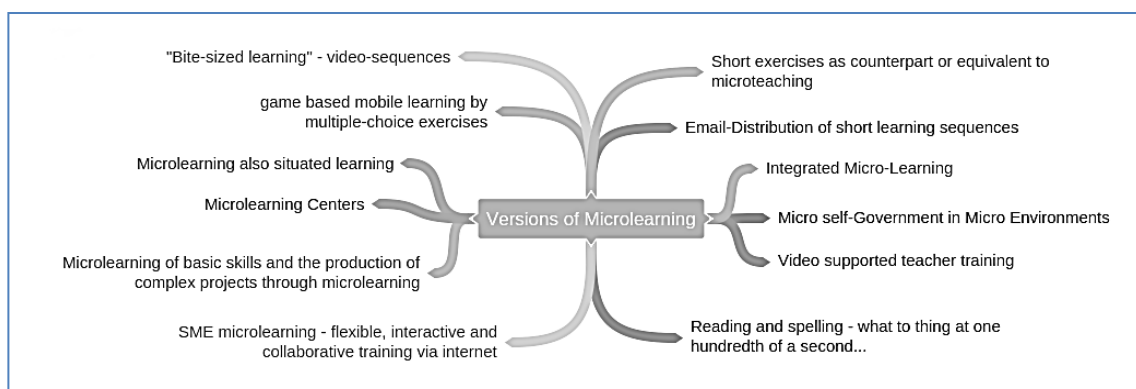 "Bite-sized learning" - video-sequences
game based mobile learning by
multiple-choice exercises
Microlearning also situated learning
Microlearning Centers
Microlearning of basic skills and the production of
complex projects through microlearning
SME microlearning - flexible, interactive and
collaborative training via internet
Versions of Microlearning
Short exercises as counterpart or equivalent to
microteaching
Email-Distribution of short learning sequences
Integrated Micro-Learning
Micro self-Government in Micro Environments
Video supported teacher training
Reading and spelling - what to thing at one
hundredth of a second...